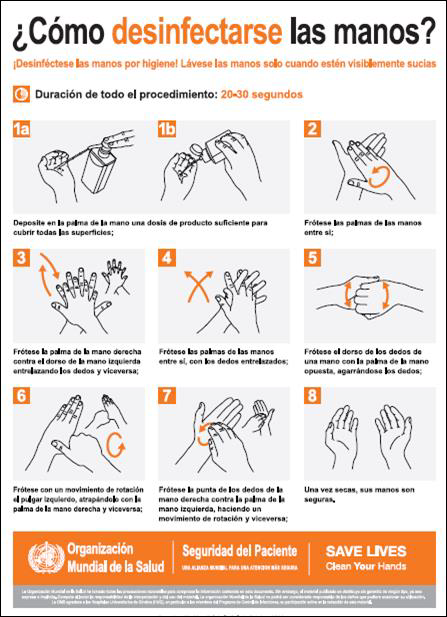 ¿Cómo desinfectarse las manos?
¡Desinféctese las manos por higiene! Lávese las manos solo cuando estén visiblemente sucias
Duración de todo el procedimiento: 20-30 segundos
1a
1b
2
Deposite en la palma de la mano una dosis de producto suficiente para
cubrir todas las superficies;
Frótese las palmas de las manos
entre sí;
3
4
5
Frótese la palma de la mano derecha
contra el dorso de la mano izquierda
entrelazando los dedos y viceversa;
Frótese las palmas de las manos
entre sí, con los dedos entrelazados;
Frótese el dorso de los dedos de
una mano con la palma de la mano
opuesta, agarrándose los dedos;
6
7
8
Frótese con un movimiento de rotación
el pulgar izquierdo, atrapándolo con la
palma de la mano derecha y viceversa;
Frótese la punta de los dedos de la
mano derecha contra la palma de la
mano izquierda, haciendo un
movimiento de rotación y viceversa;
Una vez secas, sus manos son
seguras.
Organización
Mundial de la Salud
Seguridad del Paciente
UNA ALIANZA MUNDIAL PARA UNA ATENCIÓN MÁS SEGURA
SAVE LIVES
Clean Your Hands